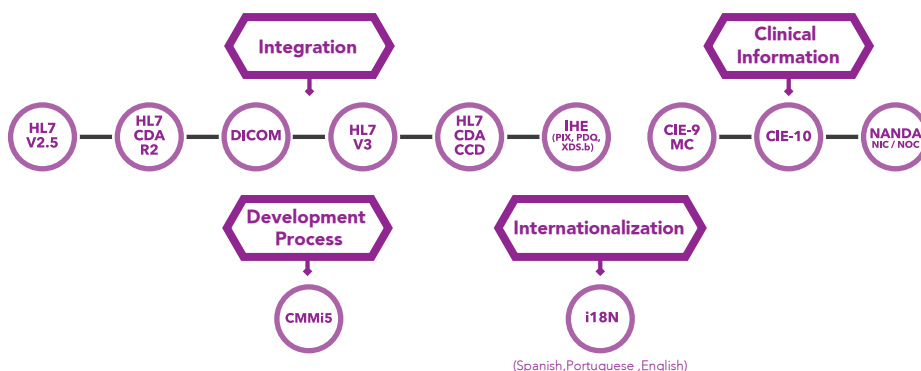 Integration
Clinical
Information
HL7
V2.5
HL7
CDA
R2
DICOM
HL7
V3
HL7
CDA
CCD
IHE
(PIX, PDQ,
XDS.b)
CIE-9
MC
CIE-10
NANDA
NIC / NOC
Development
Process
Internationalization
CMMi5
i18N
(Spanish,Portuguese ,English)